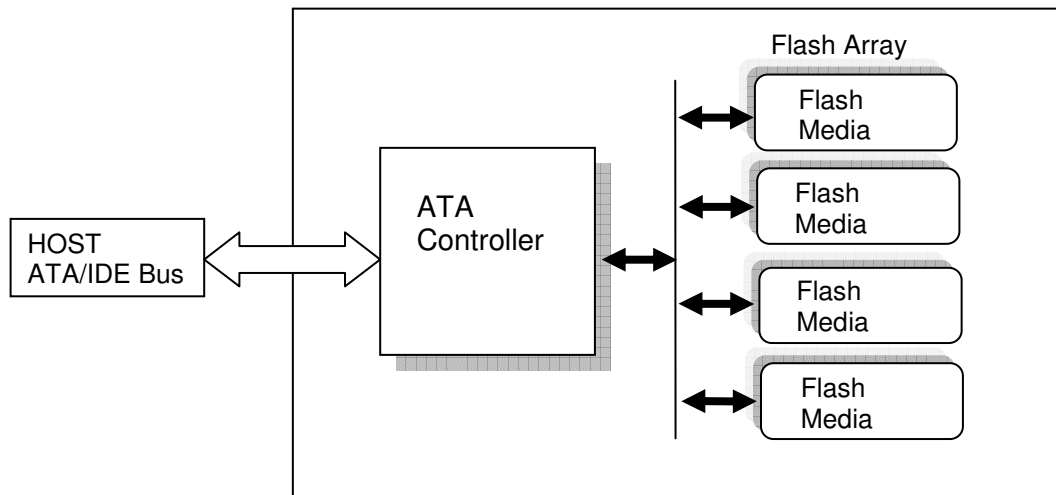 Flash Array
Flash
Media
ATA
Controller
Flash
Media
HOST
ATA/IDE Bus
Flash
Media
Flash
Media